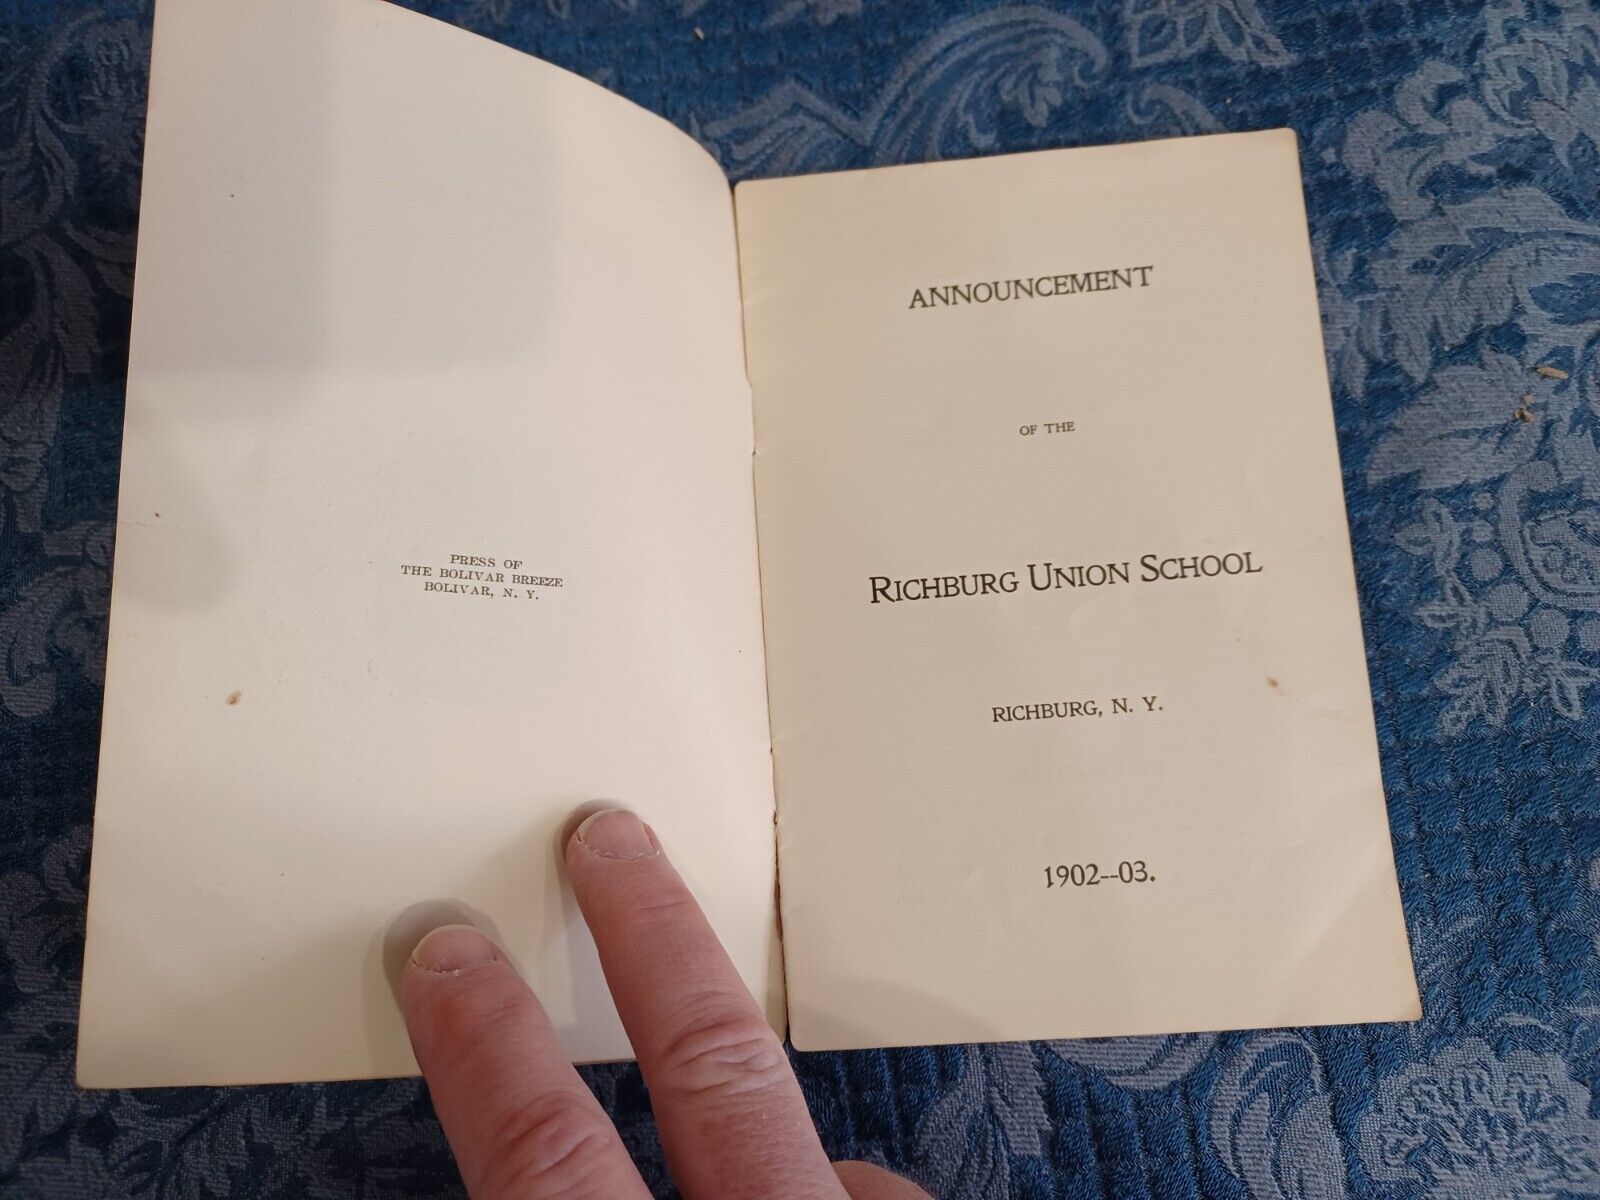 PRESS OF
THE BOLIVAR BREEZE
BOLIVAR, N. Y.
ANNOUNCEMENT
OF THE
RICHBURG UNION SCHOOL
RICHBURG, N. Y.
1902--03.